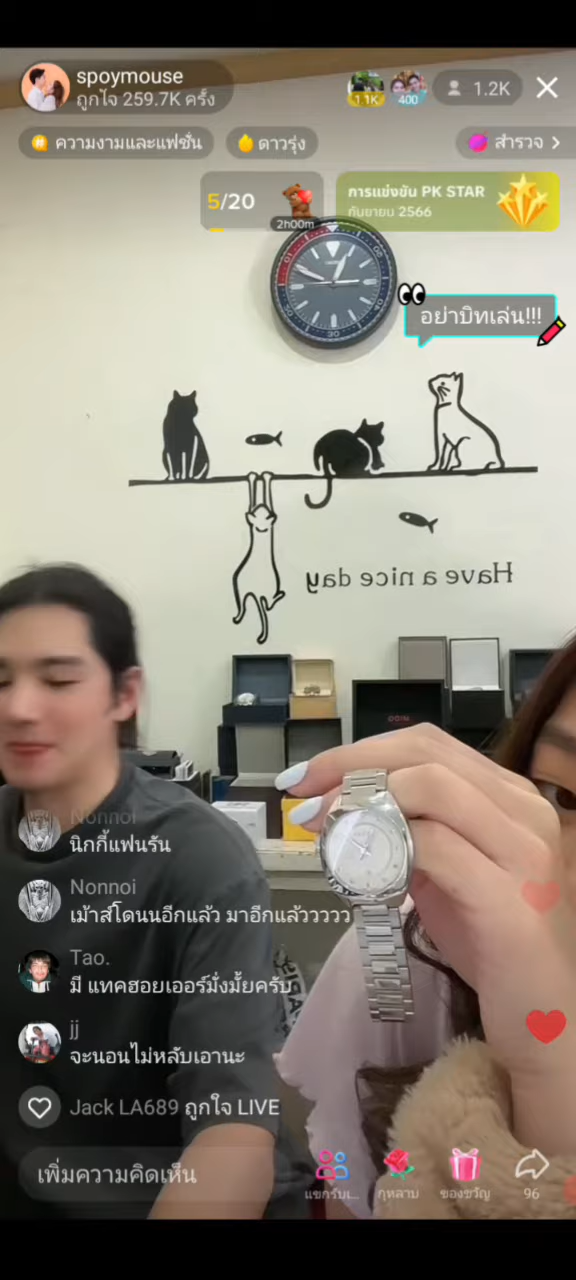 spoymouse
ถูกใจ 259.7K ครั้ง
1.1K
400
1.2K
ความงามและแฟชั่น
ดาวรุ่ง
สำรวจ
5/20
2h00m
การแข่งขัน PK STAR
กันยายน 2566
อย่าบิทเล่น!!!
Have a nice day
Nonnoi
นิกกี้แฟนรัน
Nonnoi
เม้าส์โดนนอีกแล้ว มาอีกแล้ววววว
Tao.
มี แทคฮอยเออร์มั่งมั้ยครับ
jj
จะนอนไม่หลับเอานะ
Jack LA689 ถูกใจ LIVE
เพิ่มความคิดเห็น
แขกรับเ...
กุหลาบ
ของขวัญ
96